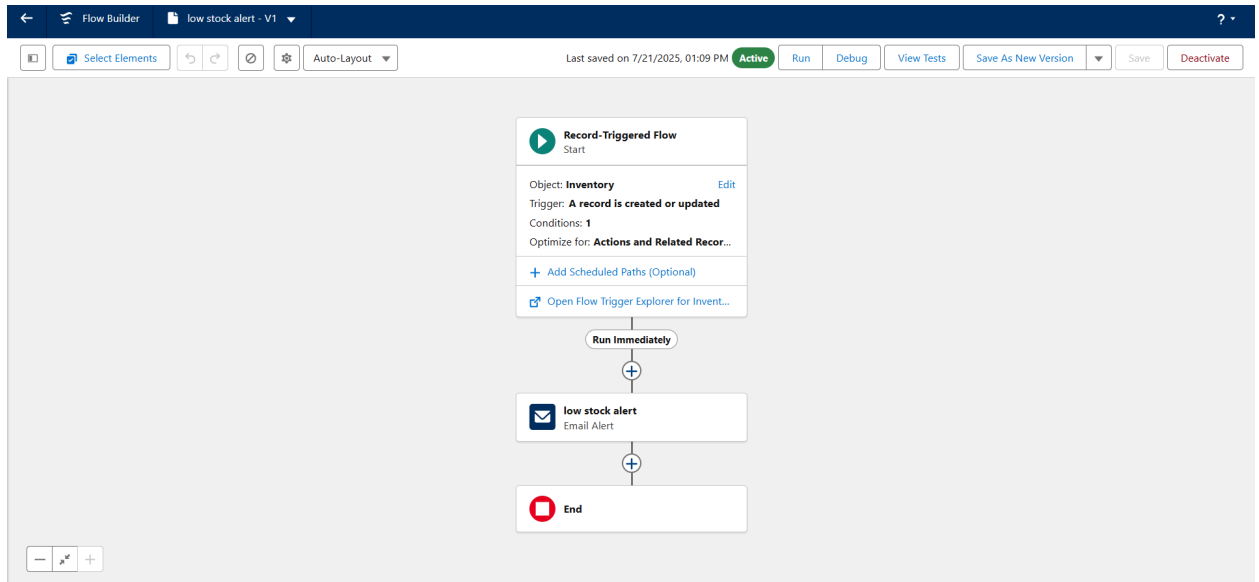 Flow Builder
low stock alert - V1
?
Select Elements
Auto-Layout
Last saved on 7/21/2025, 01:09 PM
Active
Run
Debug
View Tests
Save As New Version
Save
Deactivate
Record-Triggered Flow
Start
Object: Inventory
Edit
Trigger: A record is created or updated
Conditions: 1
Optimize for: Actions and Related Recor...
+ Add Scheduled Paths (Optional)
Open Flow Trigger Explorer for Invent...
Run Immediately
low stock alert
Email Alert
End